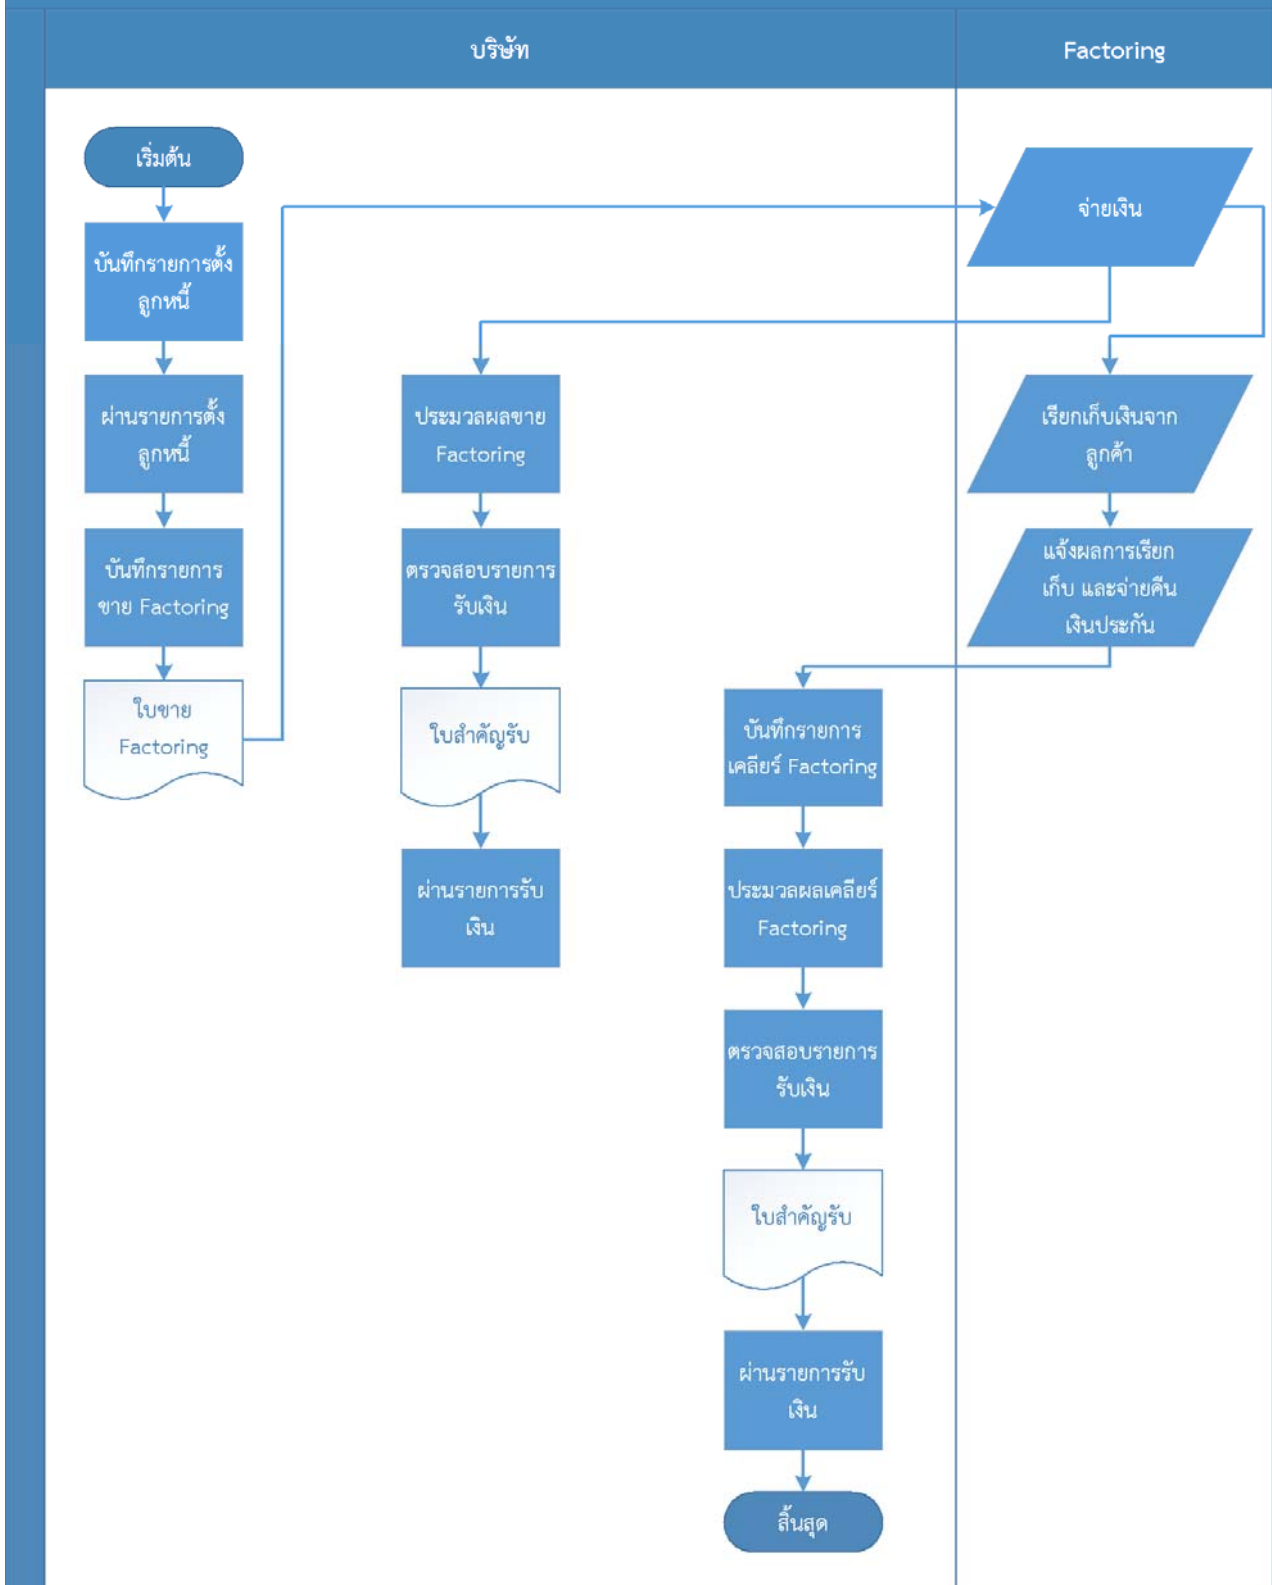 บริษัท
Factoring
เริ่มต้น
บันทึกรายการตั้ง
ลูกหนี้
ผ่านรายการตั้ง
ลูกหนี้
บันทึกรายการ
ขาย Factoring
ใบขาย
Factoring
จ่ายเงิน
ประมวลผลขาย
Factoring
ตรวจสอบรายการ
รับเงิน
ใบสำคัญรับ
ผ่านรายการรับ
เงิน
เรียกเก็บเงินจาก
ลูกค้า
แจ้งผลการเรียก
เก็บ และจ่ายคืน
เงินประกัน
บันทึกรายการ
เคลียร์ Factoring
ประมวลผลเคลียร์
Factoring
ตรวจสอบรายการ
รับเงิน
ใบสำคัญรับ
ผ่านรายการรับ
เงิน
สิ้นสุด